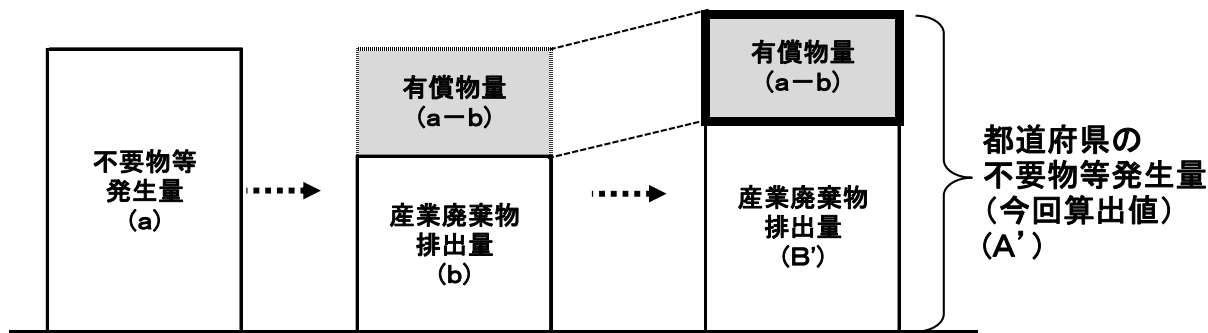 不要物等
発生量
(a)
有償物量
(a－b)
産業廃棄物
排出量
(b)
有償物量
(a－b)
産業廃棄物
排出量
(B')
都道府県の
不要物等発生量
(今回算出値)
(A’)